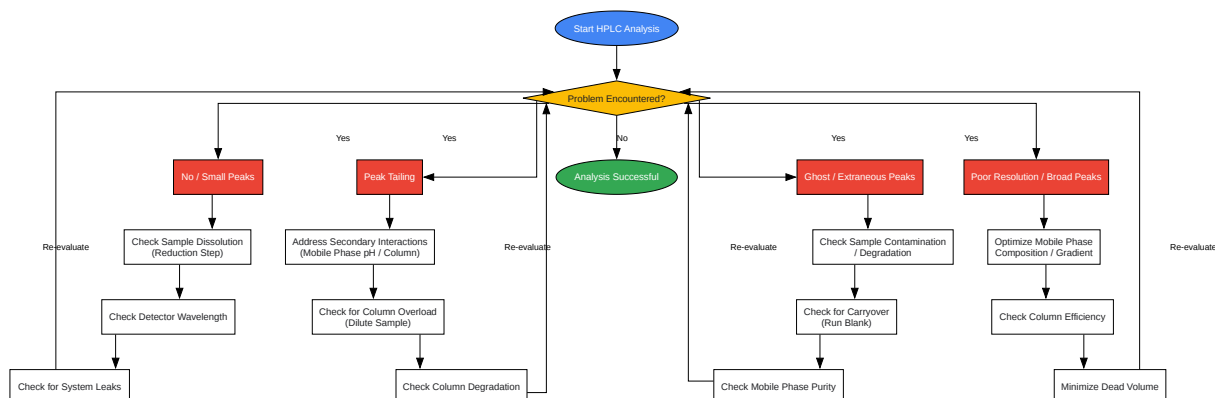 Start HPLC Analysis
Problem Encountered?
Yes
Yes
No
Yes
Yes
No / Small Peaks
Peak Tailing
Analysis Successful
Ghost / Extraneous Peaks
Poor Resolution / Broad Peaks
Re-evaluate
Check Sample Dissolution
(Reduction Step)
Address Secondary Interactions
(Mobile Phase pH / Column)
Re-evaluate
Re-evaluate
Check Sample Contamination
/ Degradation
Optimize Mobile Phase
Composition / Gradient
Re-evaluate
Check Detector Wavelength
Check for Column Overload
(Dilute Sample)
Check for Carryover
(Run Blank)
Check Column Efficiency
Check for System Leaks
Check Column Degradation
Check Mobile Phase Purity
Minimize Dead Volume